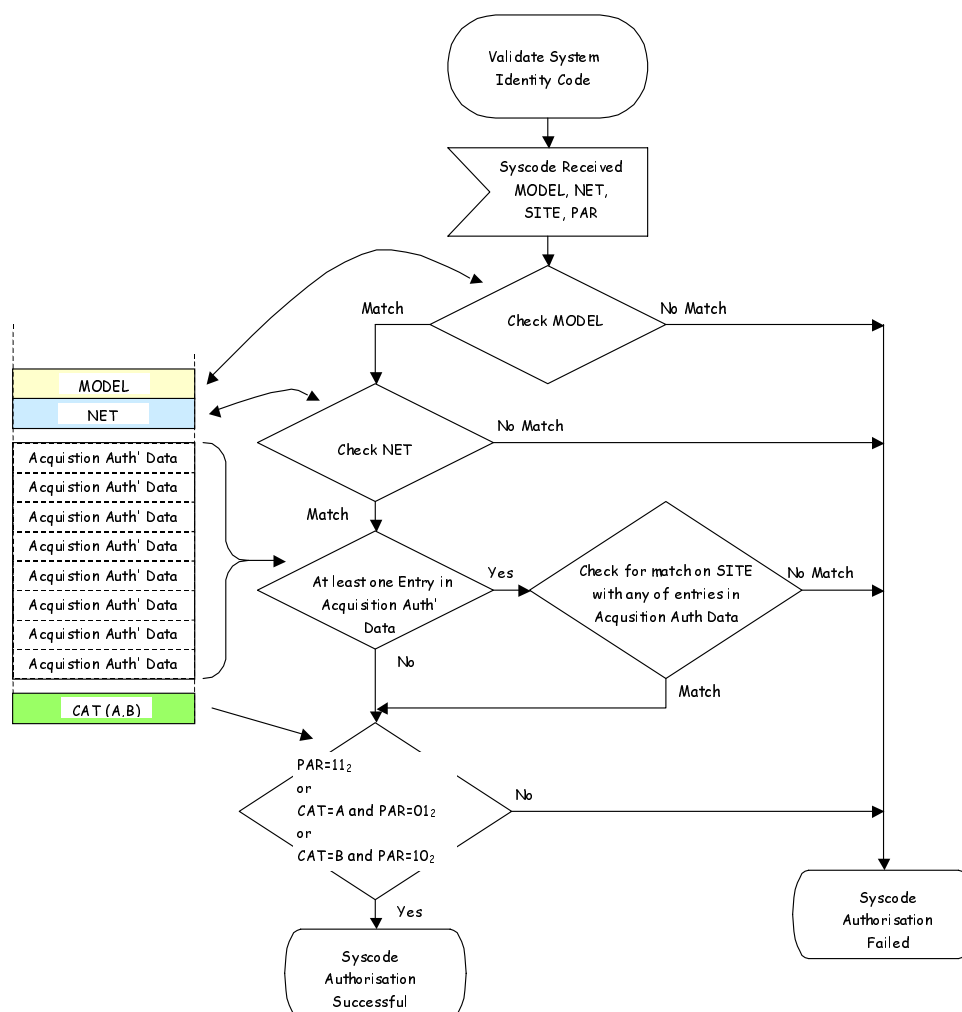 Validate System
Identity Code
Syscode Received
MODEL, NET,
SITE, PAR
Match
Check MODEL
No Match
MODEL
NET
Check NET
No Match
Match
Acquistion Auth' Data
Acquistion Auth' Data
Acquistion Auth' Data
Acquistion Auth' Data
Acquistion Auth' Data
Acquistion Auth' Data
Acquistion Auth' Data
Acquistion Auth' Data
At least one Entry in
Acquisition Auth'
Data
Yes
Check for match on SITE
with any of entries in
Acqusition Auth Data
No Match
No
Match
CAT (A,B)
PAR=11₂
or
CAT=A and PAR=01₂
or
CAT=B and PAR=10₂
No
Yes
Syscode
Authorisation
Failed
Syscode
Authorisation
Successful